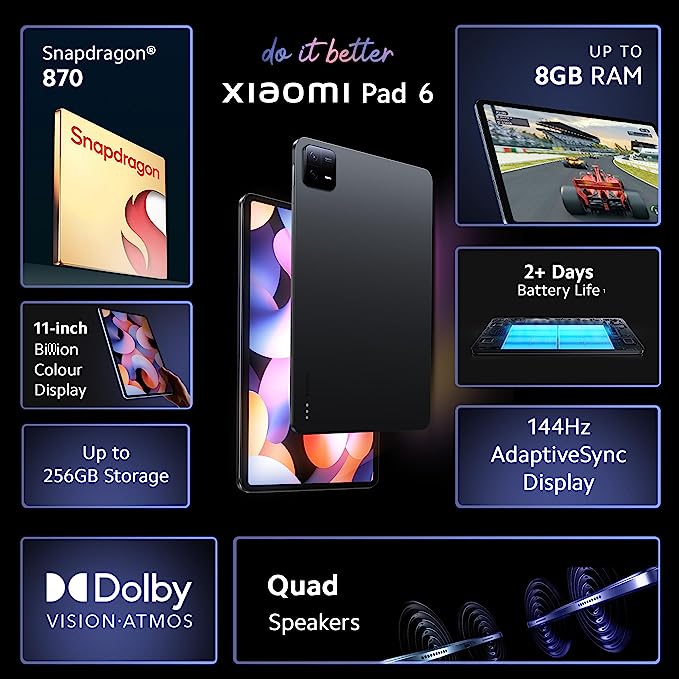 Snapdragon®
870
Snapdragon
do it better
xiaomi Pad 6
UP TO
8GB RAM
11-inch
Billion
Colour
Display
2+ Days
Battery Life 1
Up to
256GB Storage
144Hz
AdaptiveSync
Display
Dolby
VISION·ATMOS
Quad
Speakers